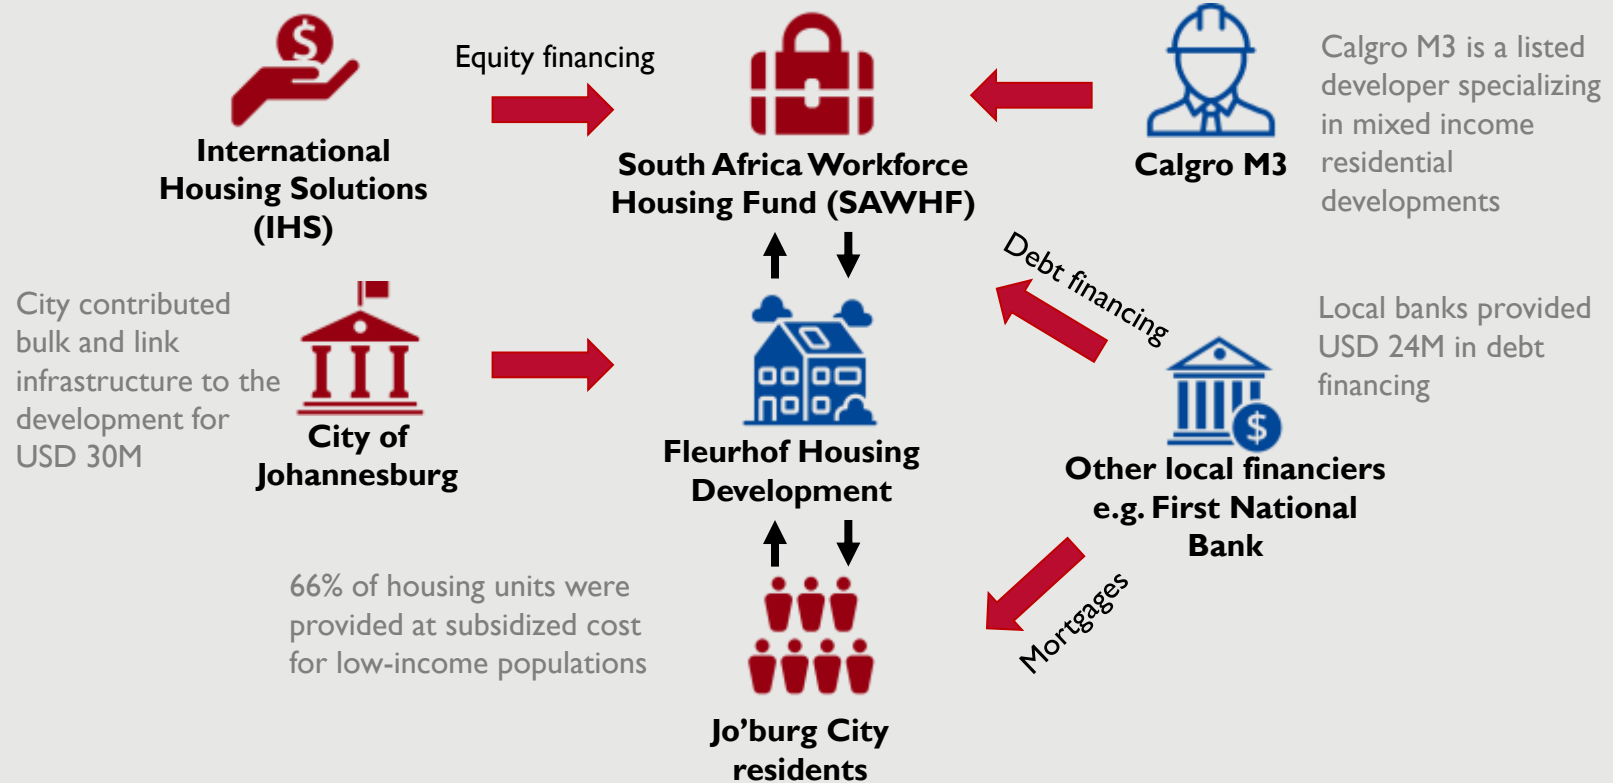 Equity financing
International
Housing Solutions
(IHS)
South Africa Workforce
Housing Fund (SAWHF)
Calgro M3
Calgro M3 is a listed
developer specializing
in mixed income
residential
developments
City contributed
bulk and link
infrastructure to the
development for
USD 30M
City of
Johannesburg
Fleurhof Housing
Development
Debt financing
Other local financiers
e.g. First National
Bank
Local banks provided
USD 24M in debt
financing
66% of housing units were
provided at subsidized cost
for low-income populations
Mortgages
Jo’burg City
residents